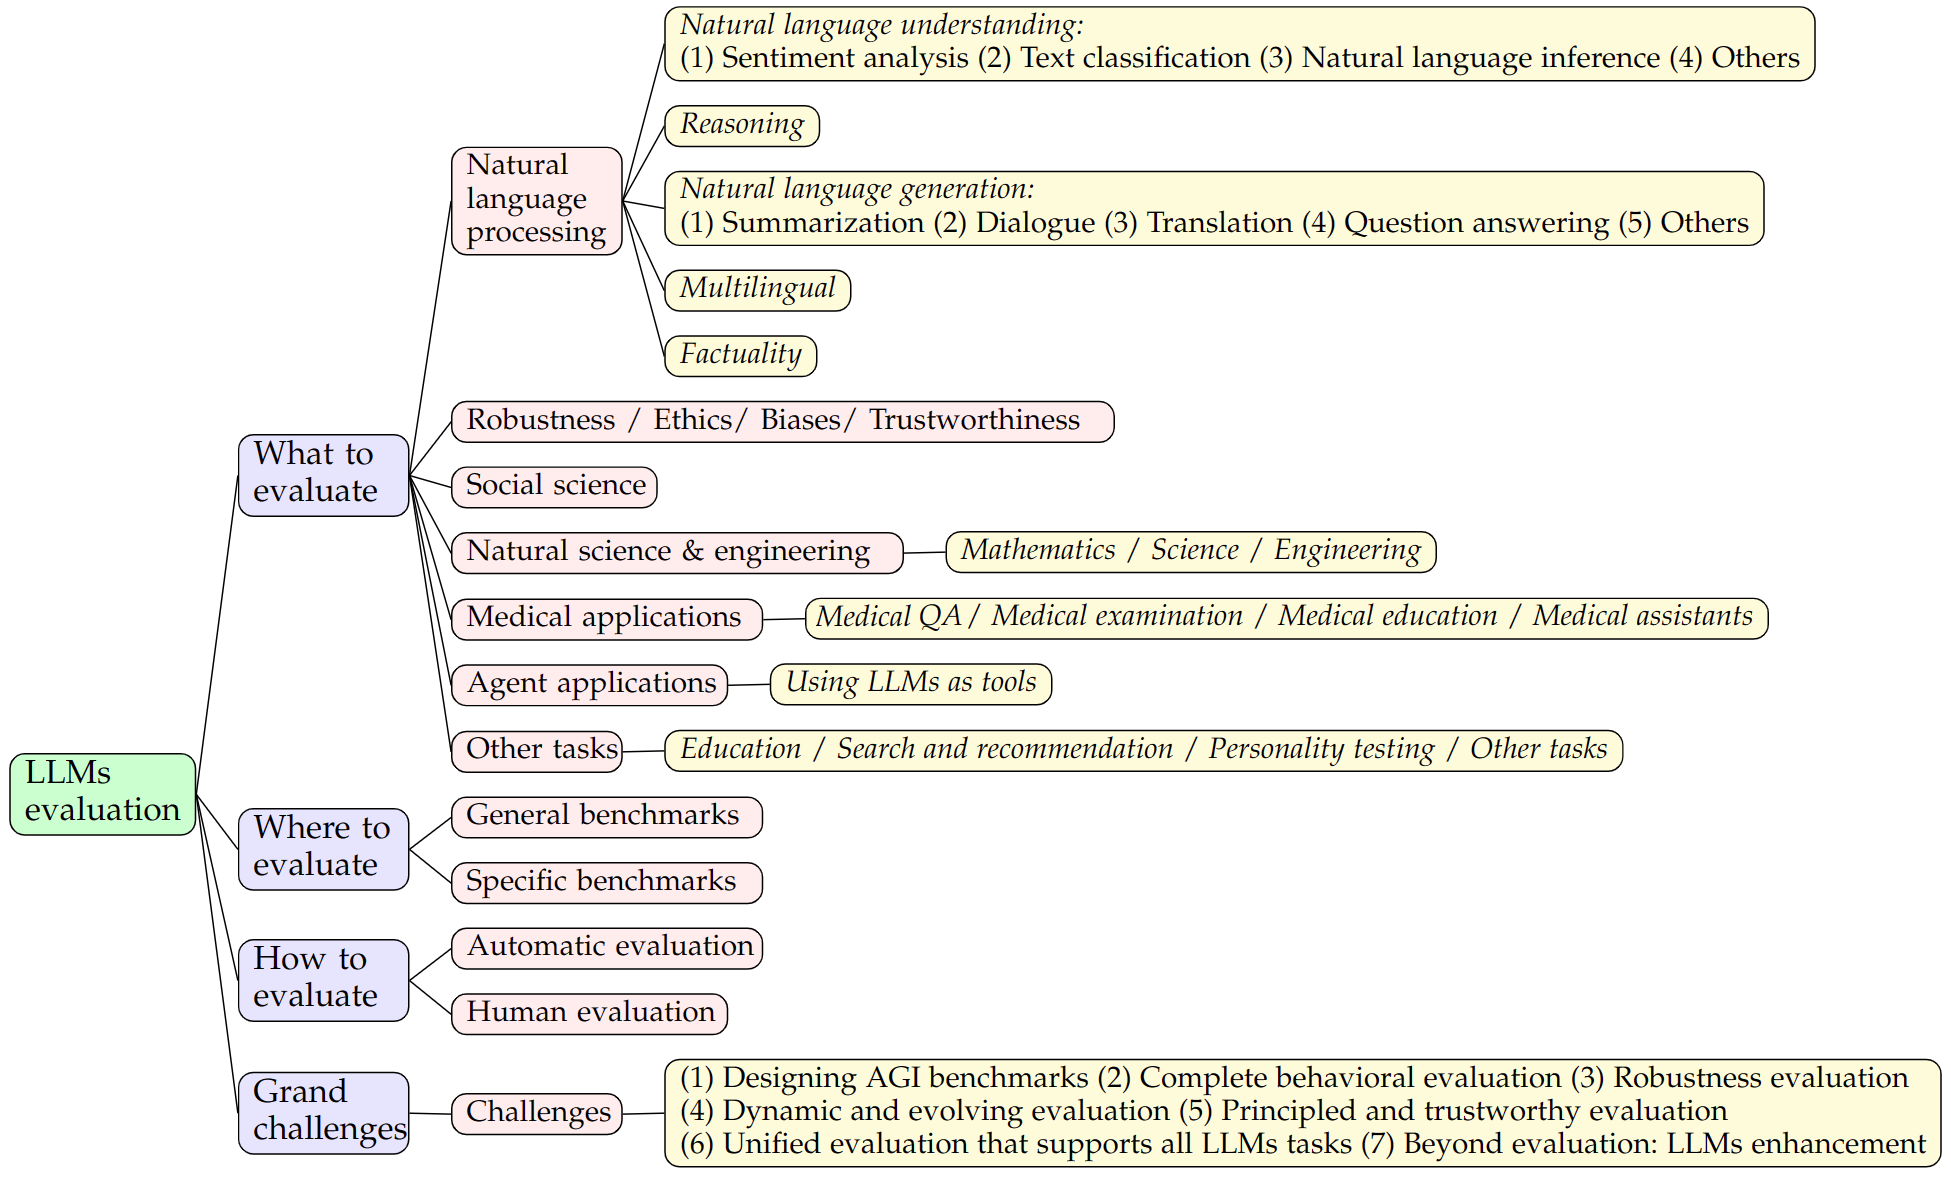 Natural language understanding:
(1) Sentiment analysis (2) Text classification (3) Natural language inference (4) Others
Reasoning
Natural
language
processing
Natural language generation:
(1) Summarization (2) Dialogue (3) Translation (4) Question answering (5) Others
Multilingual
Factuality
What to
evaluate
Robustness / Ethics/ Biases/ Trustworthiness
Social science
Natural science & engineering
Mathematics / Science / Engineering
Medical applications
Medical QA/ Medical examination / Medical education / Medical assistants
Agent applications
Using LLMs as tools
Other tasks
Education / Search and recommendation / Personality testing / Other tasks
LLMs
evaluation
Where to
evaluate
General benchmarks
Specific benchmarks
How to
evaluate
Automatic evaluation
Human evaluation
Grand
challenges
Challenges
(1) Designing AGI benchmarks (2) Complete behavioral evaluation (3) Robustness evaluation
(4) Dynamic and evolving evaluation (5) Principled and trustworthy evaluation
(6) Unified evaluation that supports all LLMs tasks (7) Beyond evaluation: LLMs enhancement